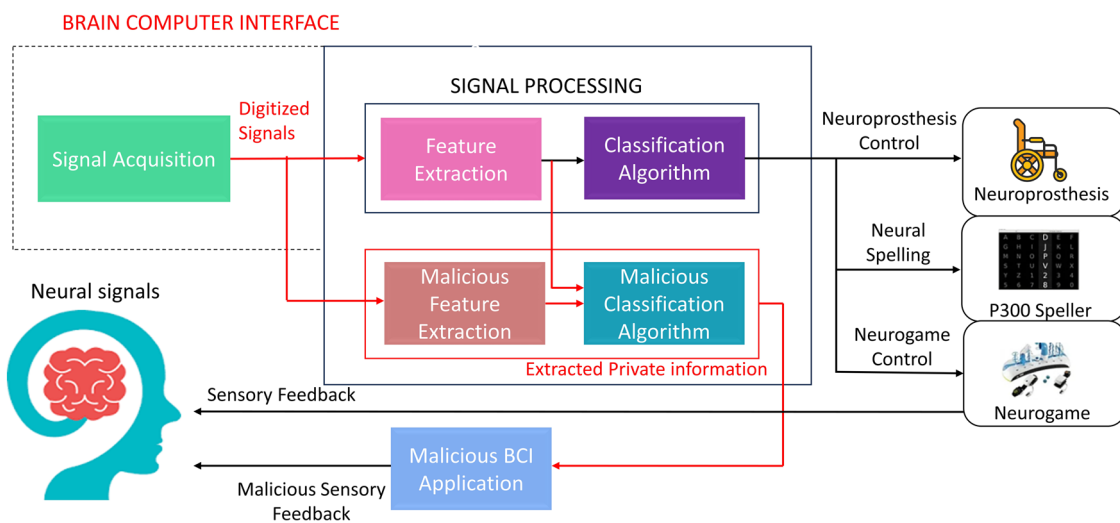 BRAIN COMPUTER INTERFACE
SIGNAL PROCESSING
Digitized
Signals
Signal Acquisition
Feature
Extraction
Classification
Algorithm
Neuroprosthesis
Control
Neuroprosthesis
Neural
Spelling
D
J
P
V
2
8
P300 Speller
Malicious
Feature
Extraction
Malicious
Classification
Algorithm
Extracted Private information
Neurogame
Control
Neurogame
Neural signals
Sensory Feedback
Malicious BCI
Application
Malicious Sensory
Feedback